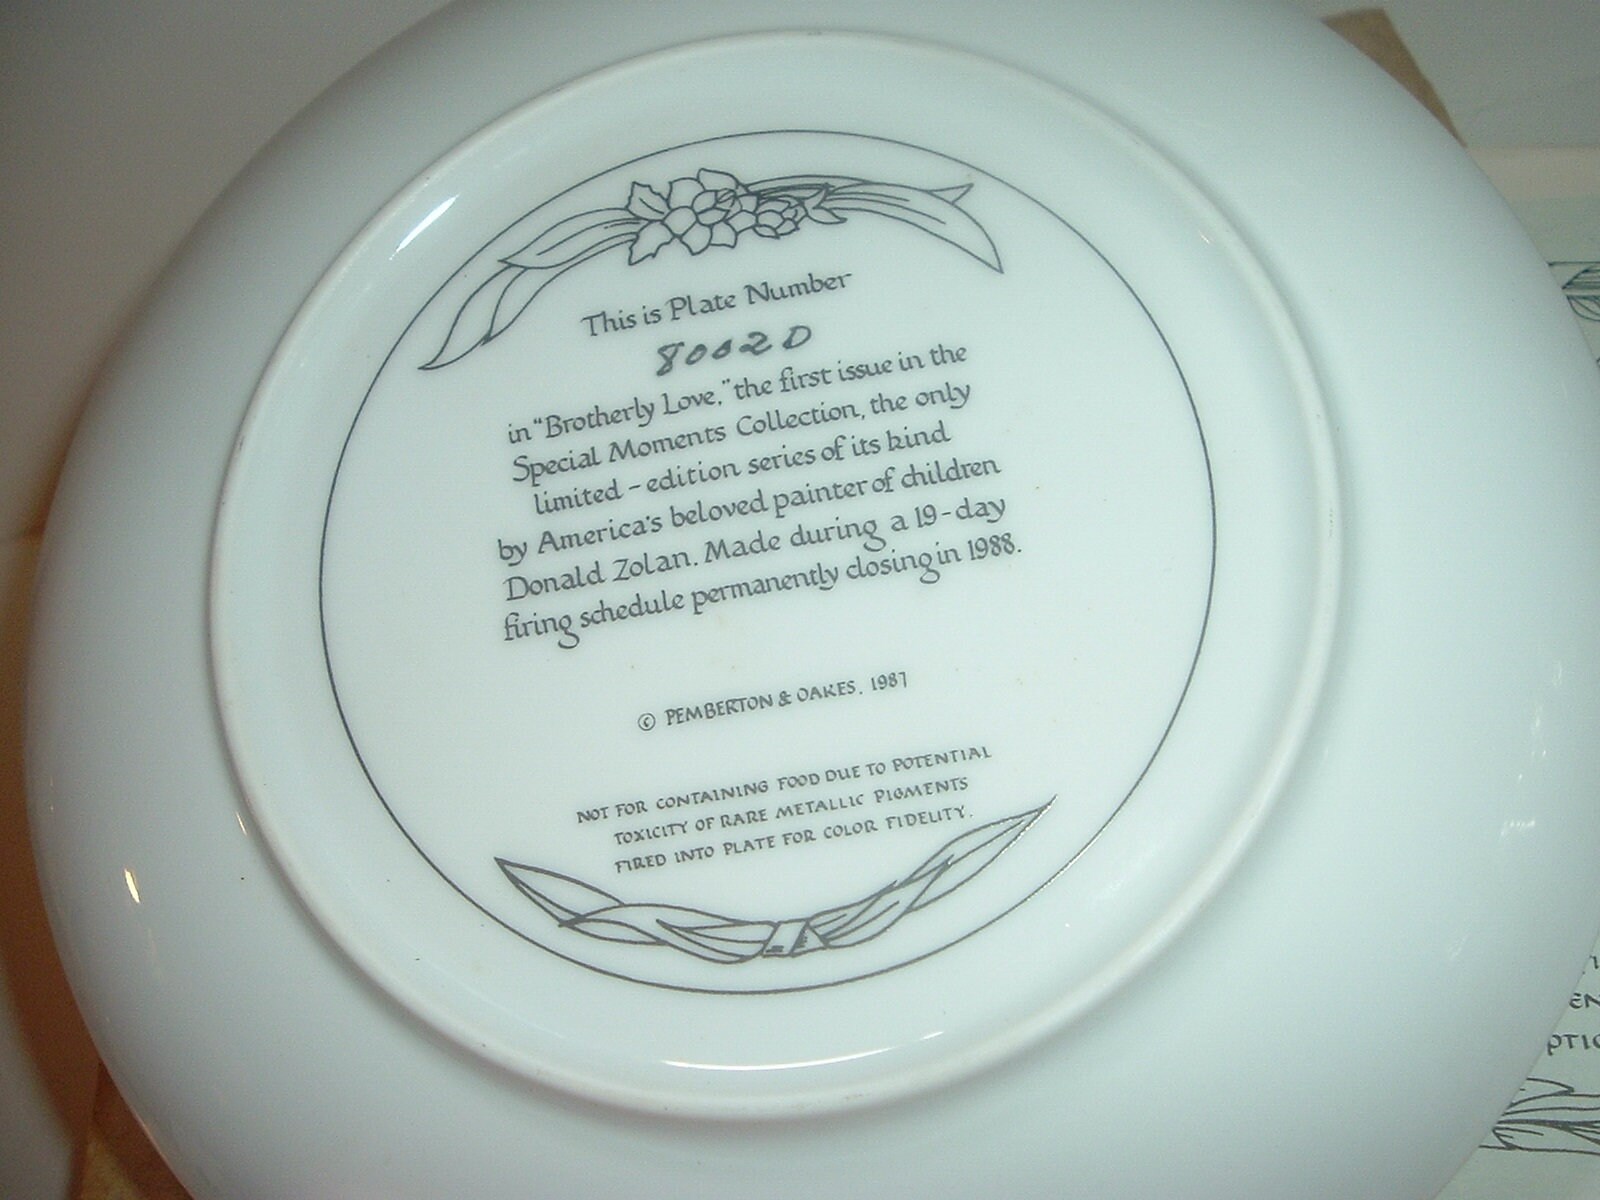 This is Plate Number
8002D
in "Brotherly Love," the first issue in the
Special Moments Collection, the only
limited - edition series of its kind
by America's beloved painter of children
Donald Zolan. Made during a 19-day
firing schedule permanently closing in 1988.
© PEMBERTON & OAKES, 1987
NOT FOR CONTAINING FOOD DUE TO POTENTIAL
TOXICITY OF RARE METALLIC PIGMENTS
FIRED INTO PLATE FOR COLOR FIDELITY.